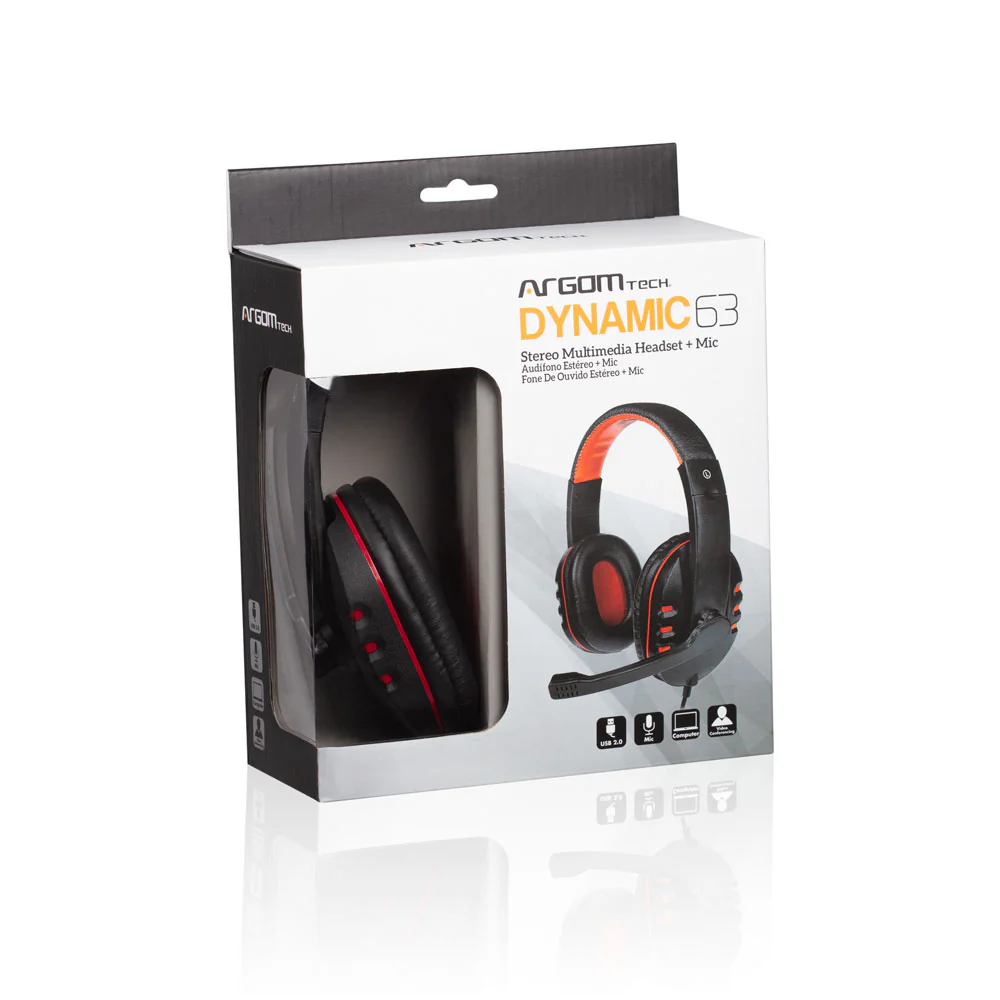 ARGOM TECH
ARGOM TECH
ARGOM TECH.
DYNAMIC 63
Stereo Multimedia Headset + Mic
Audífono Estéreo + Mic
Fone De Ouvido Estéreo + Mic
L
USB 2.0
Mic
Computer
Video
Conferencing